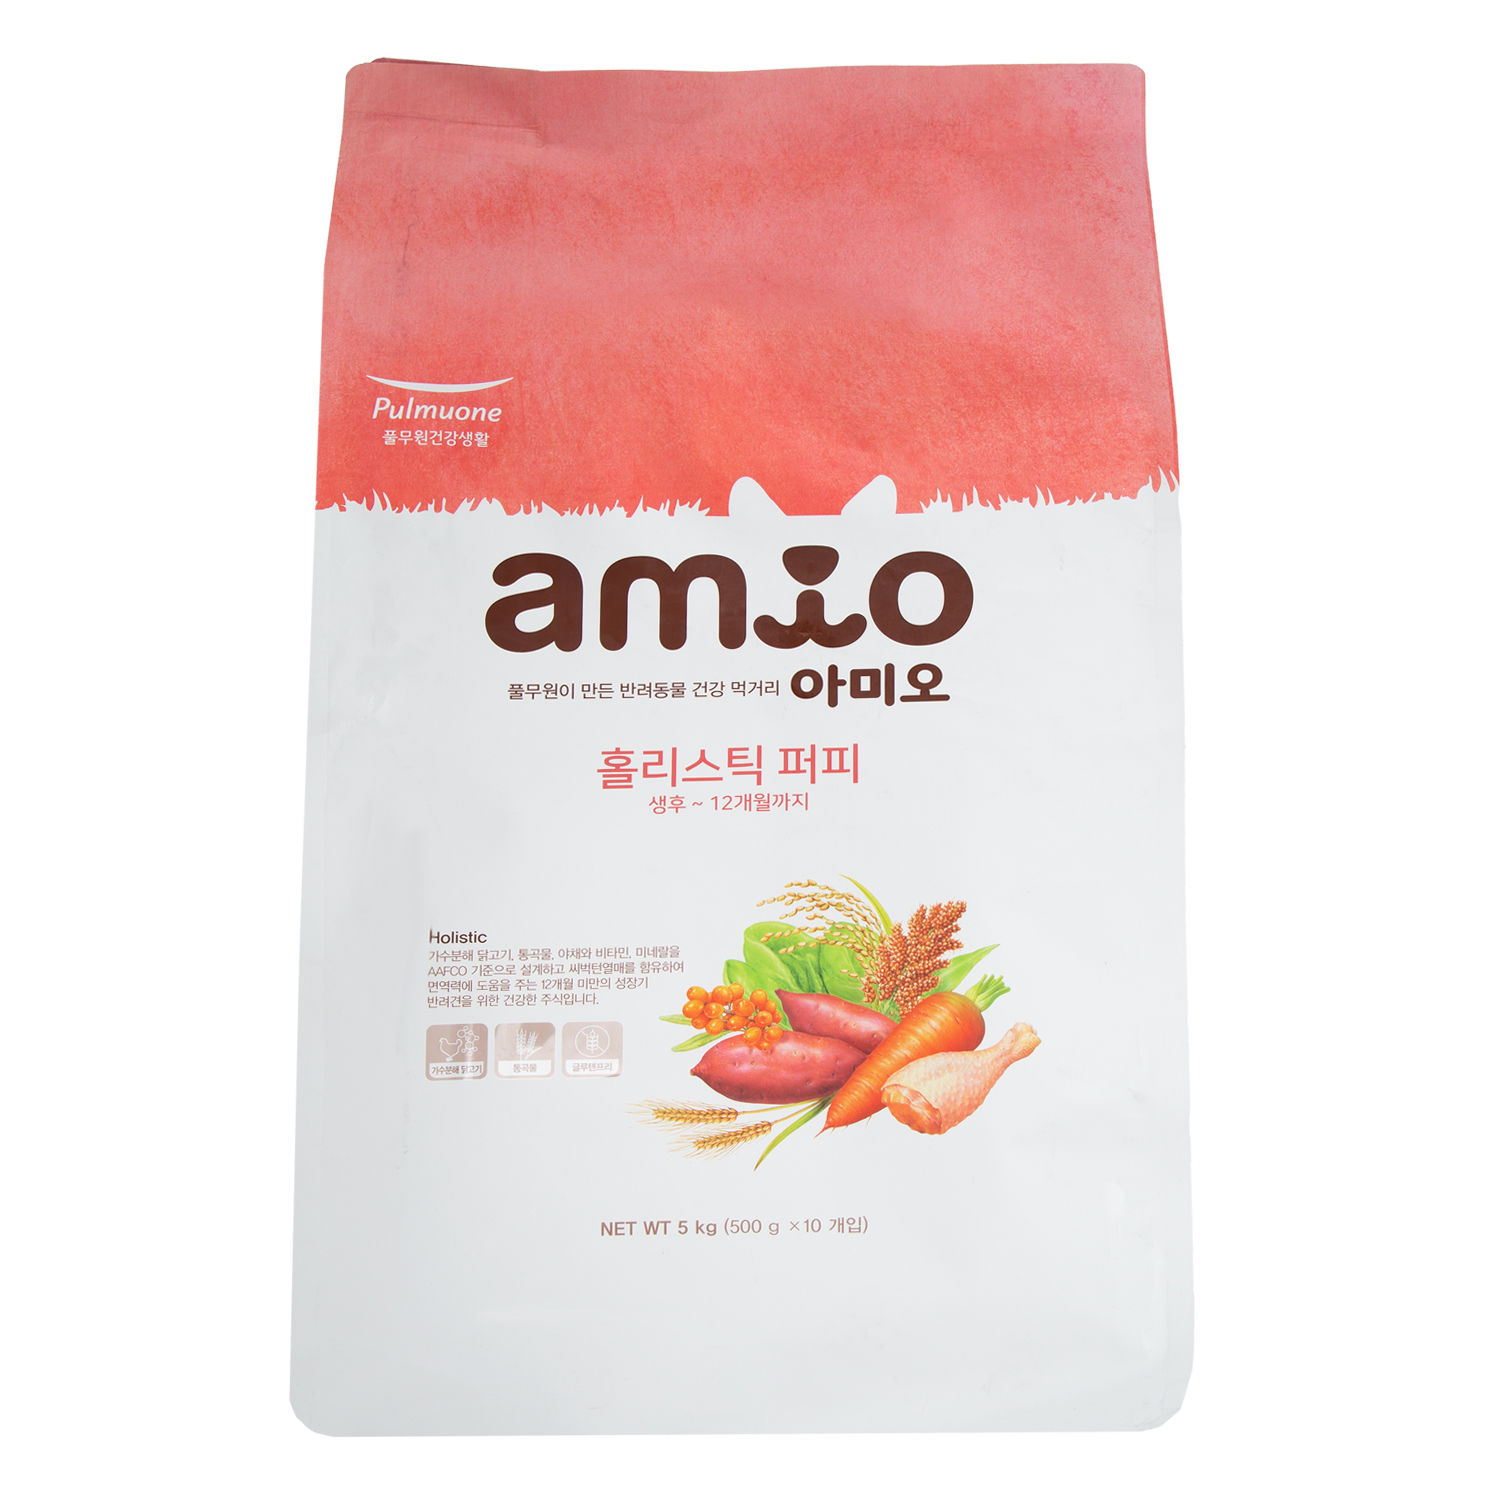 Pulmuone
풀무원건강생활
amio
풀무원이 만든 반려동물 건강 먹거리 아미오
홀리스틱 퍼피
생후 ~ 12개월까지
Holistic
가수분해 닭고기, 통곡물, 야채와 비타민, 미네랄을
AAFCO 기준으로 설계하고 씨벅턴열매를 함유하여
면역력에 도움을 주는 12개월 미만의 성장기
반려견을 위한 건강한 주식입니다.
가수분해 닭고기
통곡물
글루텐프리
NET WT 5 kg (500 g ×10 개입)